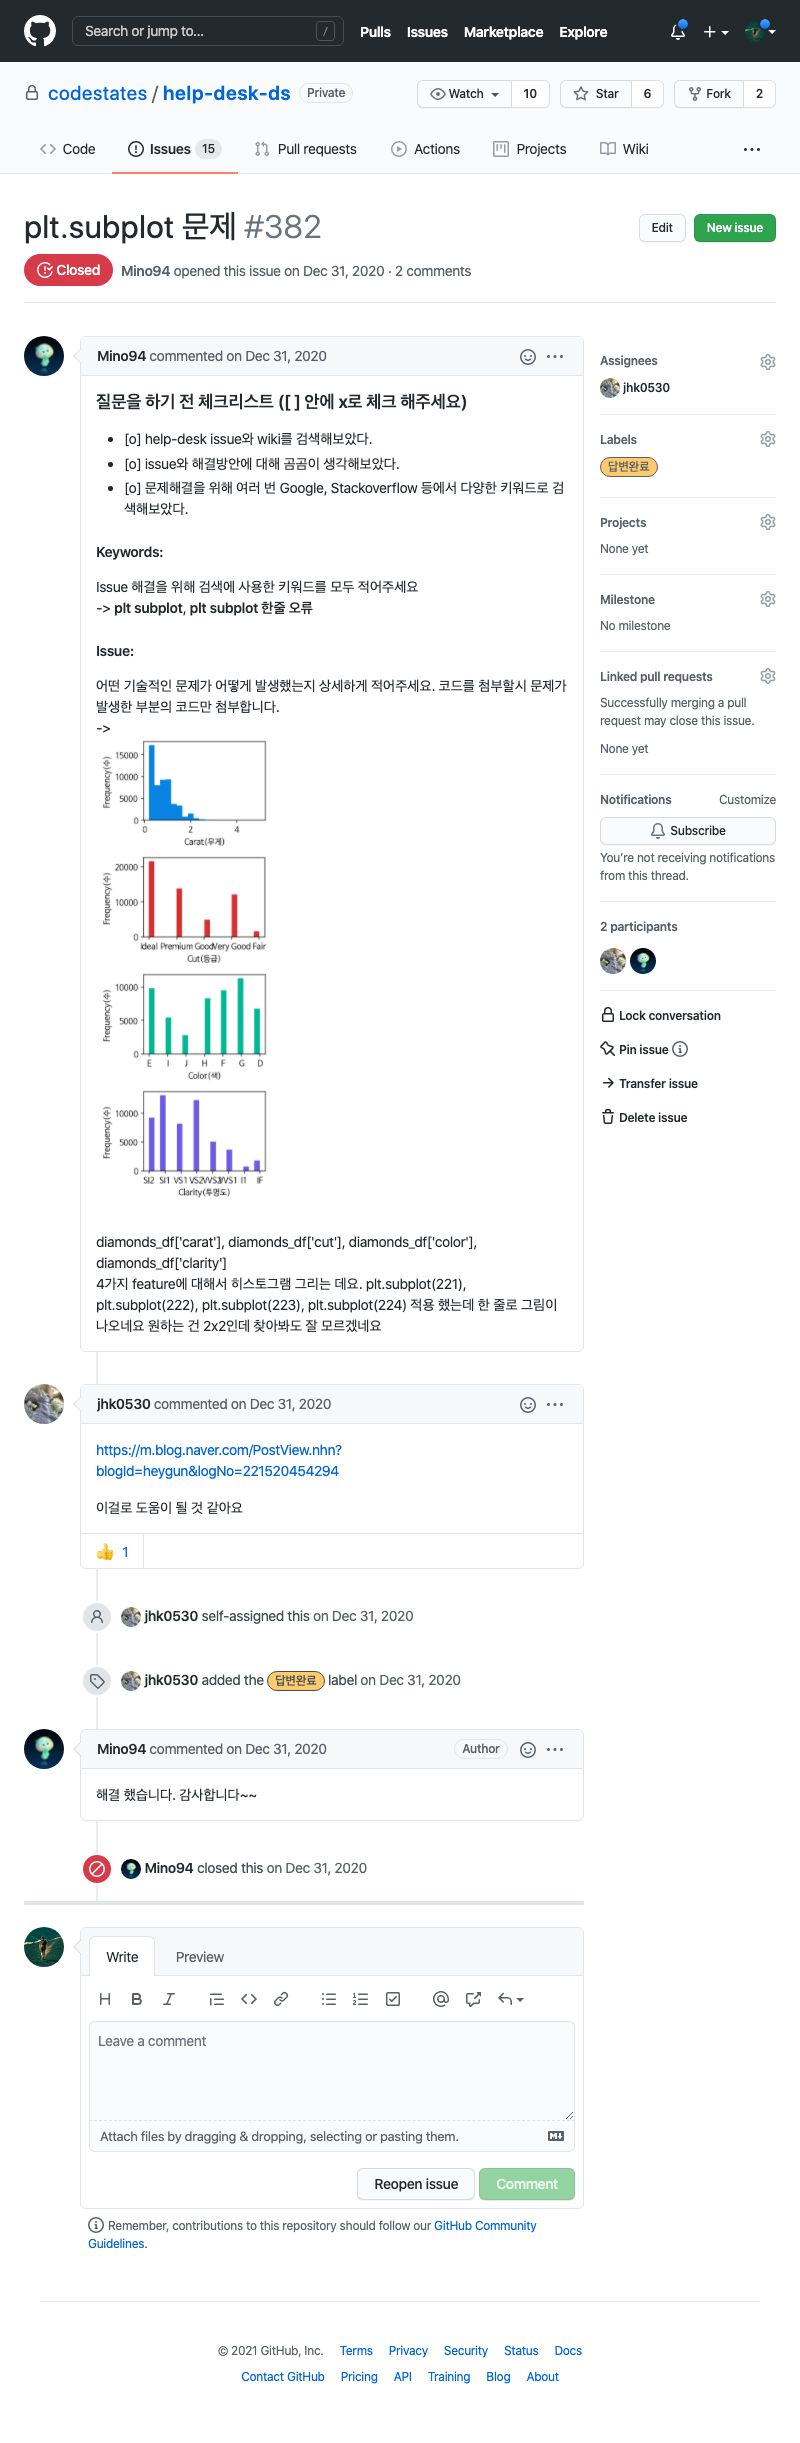 Search or jump to... /
Pulls Issues Marketplace Explore
codestates / help-desk-ds Private
Watch 10 Star 6 Fork 2
Code Issues 15 Pull requests Actions Projects Wiki
plt.subplot 문제 #382
Edit New issue
Closed Mino94 opened this issue on Dec 31, 2020 · 2 comments
Mino94 commented on Dec 31, 2020
질문을 하기 전 체크리스트 ([ ] 안에 x로 체크 해주세요)
[o] help-desk issue와 wiki를 검색해보았다.
[o] issue와 해결방안에 대해 곰곰이 생각해보았다.
[o] 문제해결을 위해 여러 번 Google, Stackoverflow 등에서 다양한 키워드로 검
색해보았다.
Keywords:
Issue 해결을 위해 검색에 사용한 키워드를 모두 적어주세요
-> plt subplot, plt subplot 한줄 오류
Issue:
어떤 기술적인 문제가 어떻게 발생했는지 상세하게 적어주세요. 코드를 첨부할시 문제가
발생한 부분의 코드만 첨부합니다.
->
Frequency(수)
15000
10000
5000
0
0 2 4
Carat(무게)
Frequency(수)
20000
10000
0
Ideal Premium Good Very Good Fair
Cut(등급)
Frequency(수)
10000
5000
0
E I J H F G D
Color(색)
Frequency(수)
10000
5000
0
SI2 SI1 VS1 VS2 VVS2 VVS1 I1 IF
Clarity(투명도)
diamonds_df['carat'], diamonds_df['cut'], diamonds_df['color'],
diamonds_df['clarity']
4가지 feature에 대해서 히스토그램 그리는 데요. plt.subplot(221),
plt.subplot(222), plt.subplot(223), plt.subplot(224) 적용 했는데 한 줄로 그림이
나오네요 원하는 건 2x2인데 찾아봐도 잘 모르겠네요
jhk0530 commented on Dec 31, 2020
https://m.blog.naver.com/PostView.nhn?
blogId=heygun&logNo=221520454294
이걸로 도움이 될 것 같아요
👍 1
jhk0530 self-assigned this on Dec 31, 2020
jhk0530 added the 답변완료 label on Dec 31, 2020
Mino94 commented on Dec 31, 2020 Author
해결 했습니다. 감사합니다~~
Mino94 closed this on Dec 31, 2020
Write Preview
Leave a comment
Attach files by dragging & dropping, selecting or pasting them.
Reopen issue Comment
Remember, contributions to this repository should follow our GitHub Community
Guidelines.
Assignees
jhk0530
Labels
답변완료
Projects
None yet
Milestone
No milestone
Linked pull requests
Successfully merging a pull
request may close this issue.
None yet
Notifications Customize
Subscribe
You're not receiving notifications
from this thread.
2 participants
Lock conversation
Pin issue
Transfer issue
Delete issue
© 2021 GitHub, Inc. Terms Privacy Security Status Docs
Contact GitHub Pricing API Training Blog About